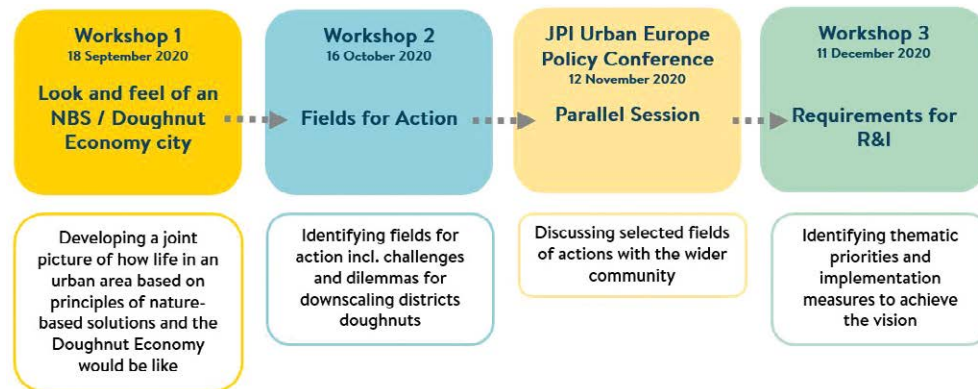 Workshop 1
18 September 2020
Look and feel of an
NBS / Doughnut
Economy city
Workshop 2
16 October 2020
Fields for Action
JPI Urban Europe
Policy Conference
12 November 2020
Parallel Session
Workshop 3
11 December 2020
Requirements for
R&I
Developing a joint
picture of how life in an
urban area based on
principles of nature-
based solutions and the
Doughnut Economy
would be like
Identifying fields for
action incl. challenges
and dilemmas for
downscaling districts
doughnuts
Discussing selected fields
of actions with the wider
community
Identifying thematic
priorities and
implementation
measures to achieve
the vision